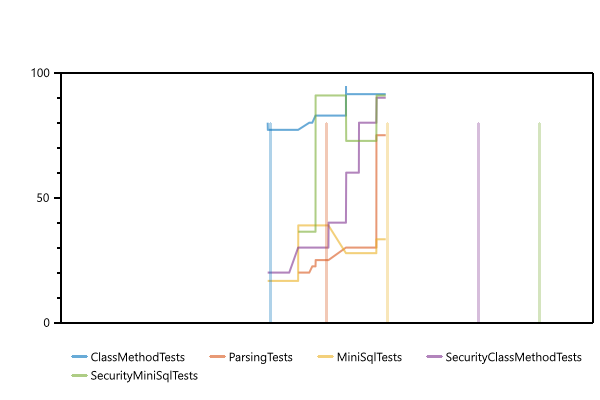 100
50
0
ClassMethodTests ParsingTests MiniSqlTests SecurityClassMethodTests
SecurityMiniSqlTests